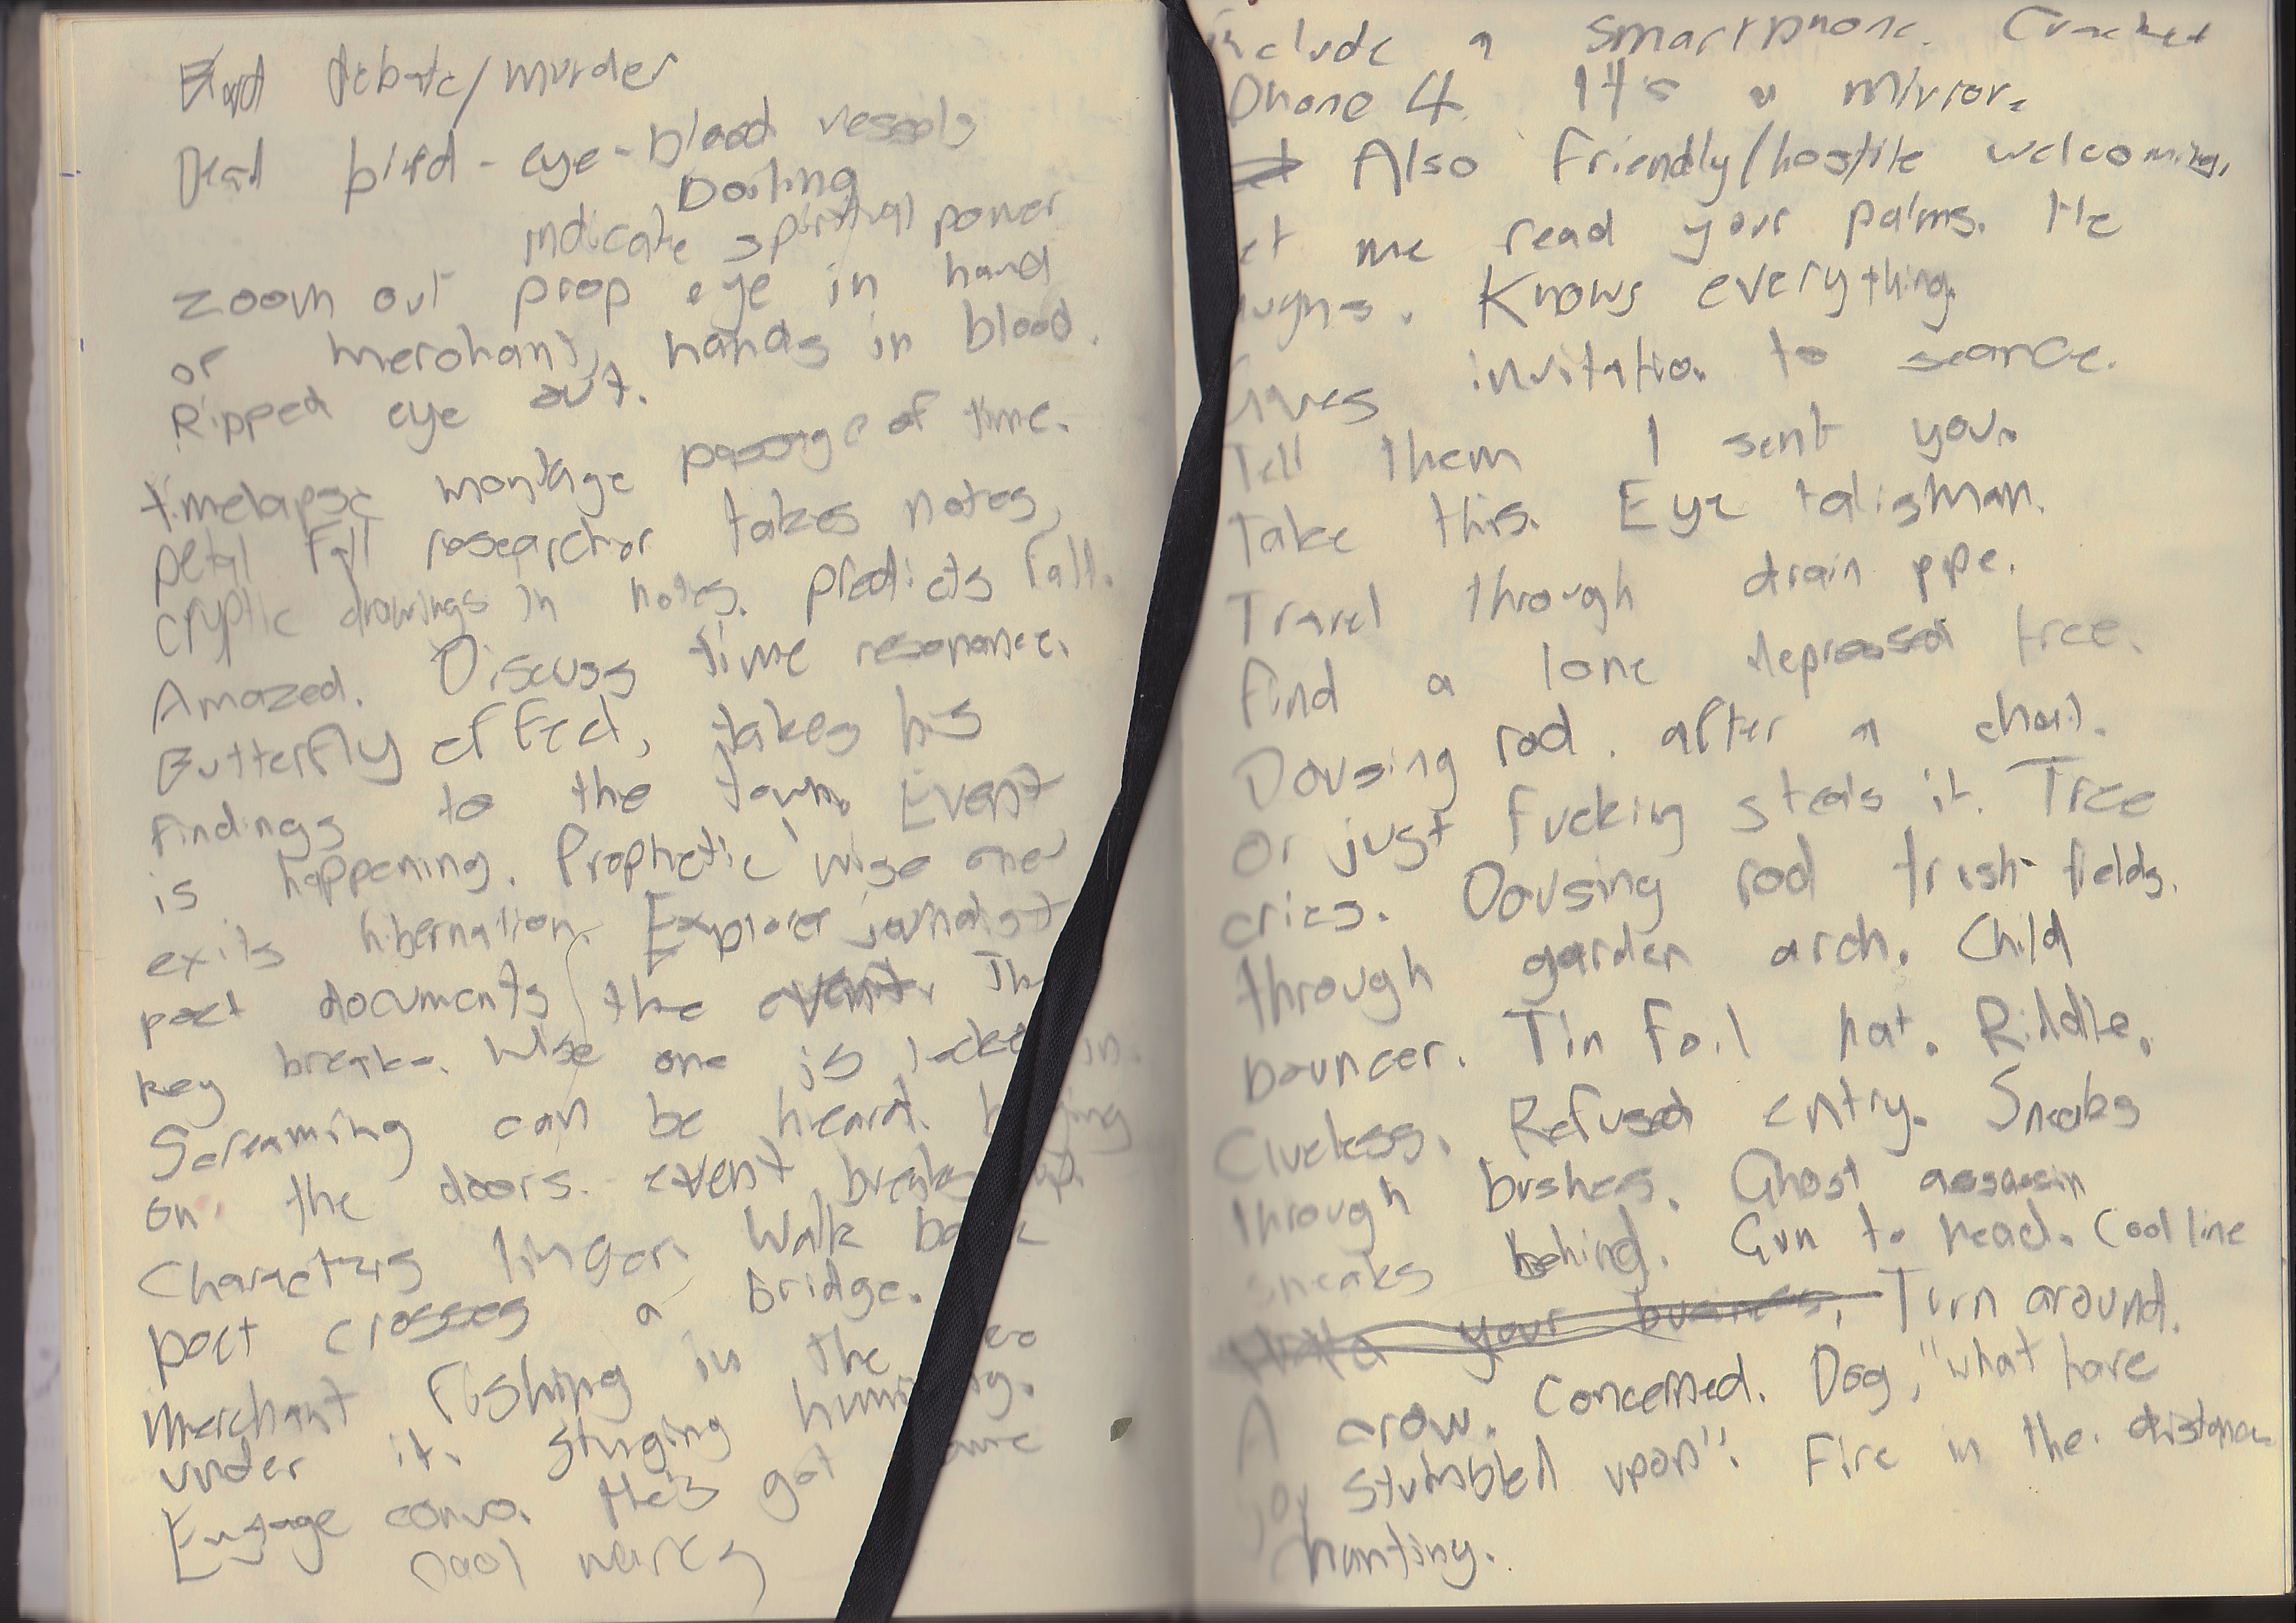 debate/murder
Dead bird - eye - blood vessels
Boiling
indicate spiritual power
Zoom out prop eye in hand
of merchant, hands in blood.
Ripped eye out.
timelapse montage passage of time.
petal fall researcher takes notes,
cryptic drawings in notes. predicts fall.
Amazed. Discuss time resonance.
Butterfly effect, takes his
findings to the town. Event
is happening. Prophetic wise one
exits hibernation. Explorer journalist
poet documents the event. The
key breaks. Wise one is locked in.
Screaming can be heard.
on the doors. event breaks up.
Characters linger. Walk back
poet crosses a bridge.
Merchant fishing in the
under it. humming.
Engage convo. He's got some
cool wares
include a smartphone. Cracked
Phone 4. It's a mirror.
Also friendly/hostile welcoming.
let me read your palms. He
laughs. Knows everything.
Gives invitation to seance.
Tell them I sent you.
Take this. Eye talisman.
Travel through drain pipe.
Find a lone depressed tree.
Dousing rod. after a chat.
Or just fucking steals it. Tree
cries. Dousing rod trash fields.
through garden arch. Child
bouncer. Tin foil hat. Riddle.
Clueless. Refused entry. Sneaks
through bushes. Ghost assassin
sneaks behind. Gun to head. Cool line
your business. Turn around.
A crow. Concerned. Dog, "what have
you stumbled upon". Fire in the distance
chanting.